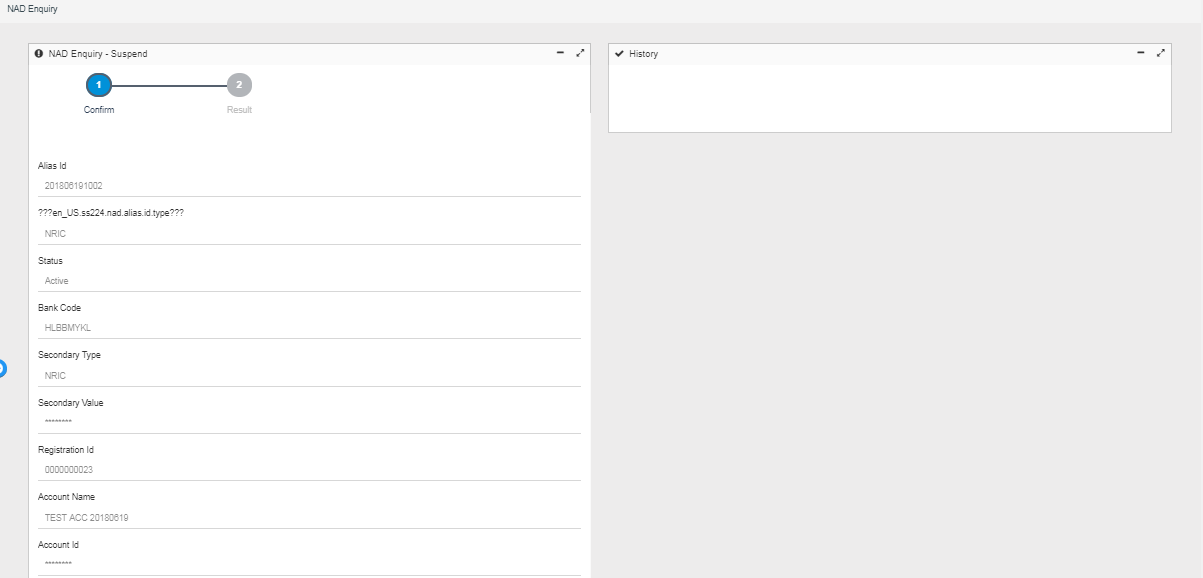 NAD Enquiry
NAD Enquiry - Suspend
1
2
Confirm
Result
Alias Id
201806191002
???en_US.ss224.nad.alias.id.type???
NRIC
Status
Active
Bank Code
HLBBMYKL
Secondary Type
NRIC
Secondary Value
********
Registration Id
0000000023
Account Name
TEST ACC 20180619
Account Id
********
History